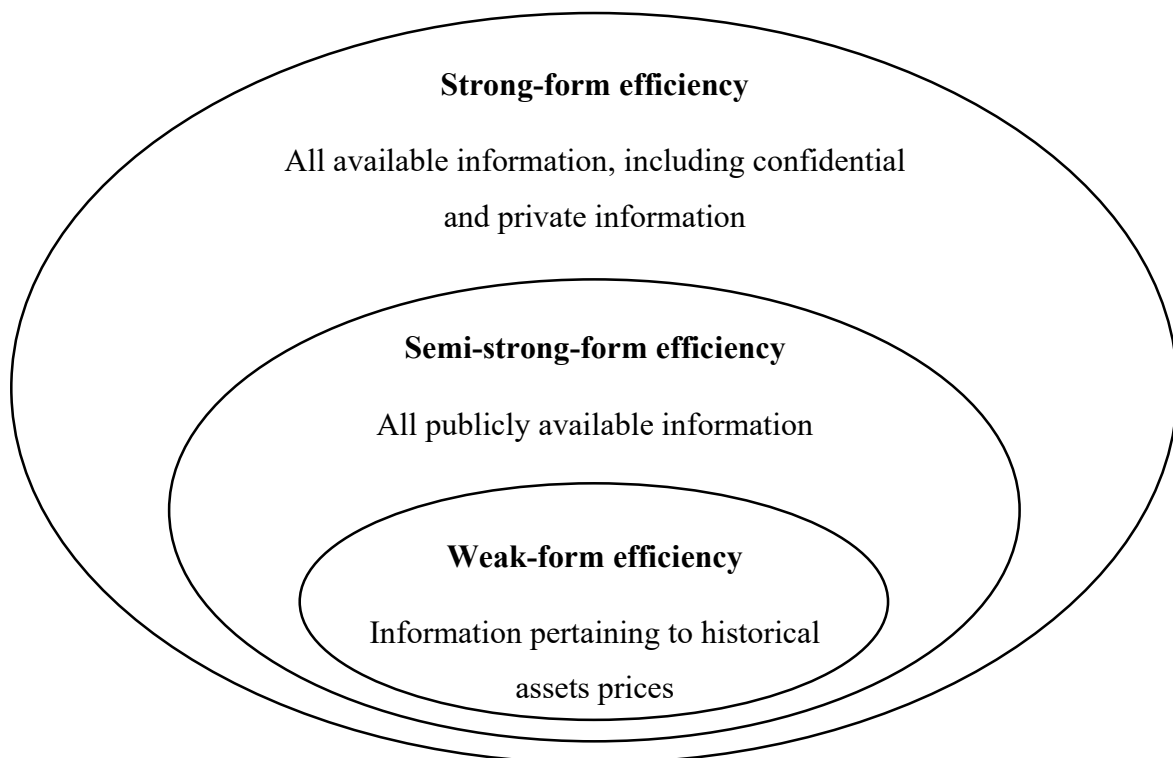 Strong-form efficiency
All available information, including confidential
and private information
Semi-strong-form efficiency
All publicly available information
Weak-form efficiency
Information pertaining to historical
assets prices